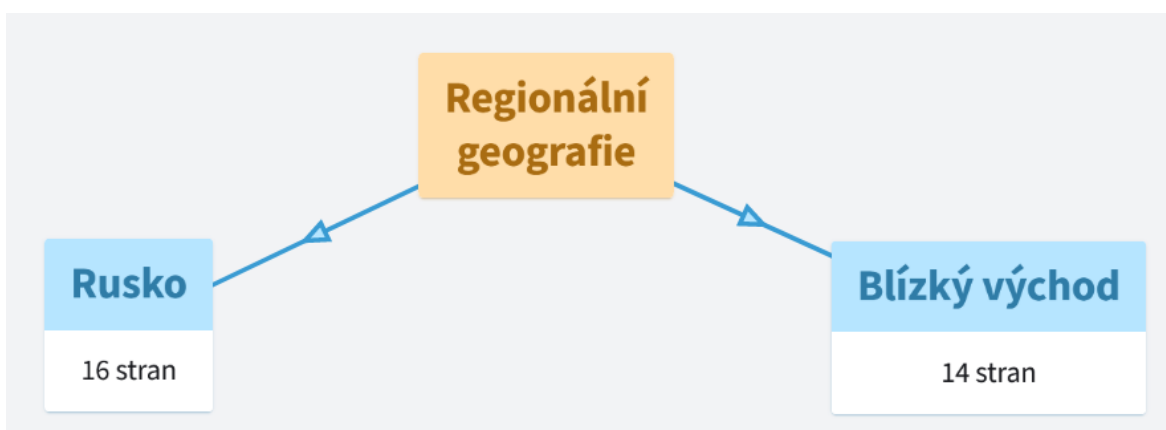 Regionální
geografie
Rusko
Blízký východ
16 stran
14 stran